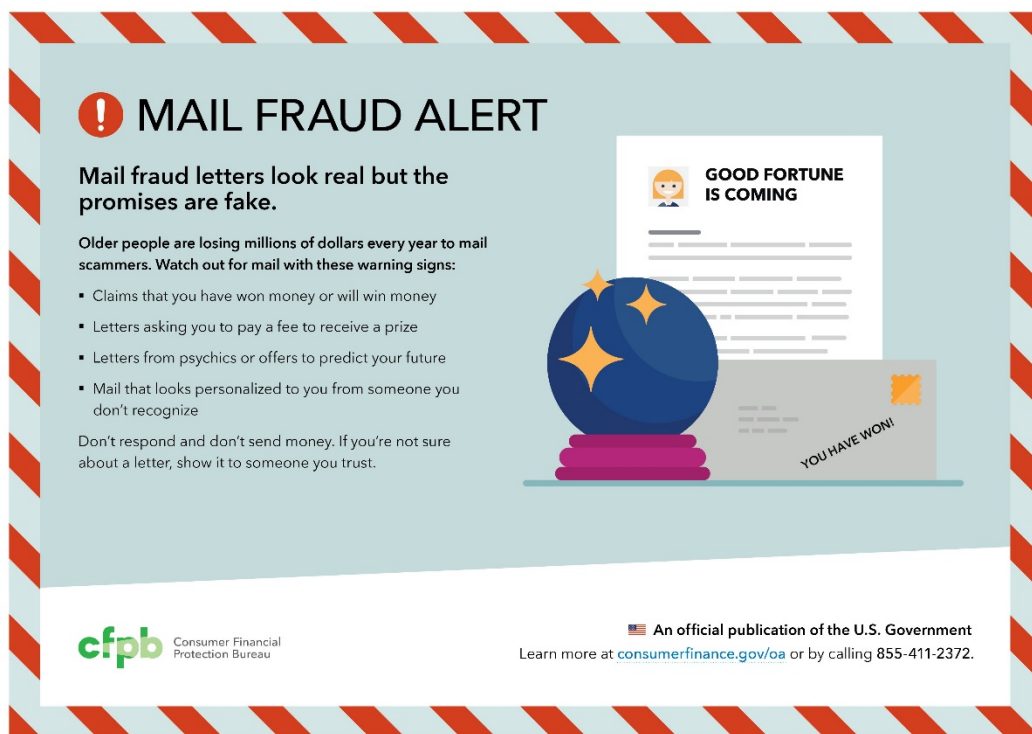 MAIL FRAUD ALERT
Mail fraud letters look real but the
promises are fake.
Older people are losing millions of dollars every year to mail
scammers. Watch out for mail with these warning signs:
▪ Claims that you have won money or will win money
▪ Letters asking you to pay a fee to receive a prize
▪ Letters from psychics or offers to predict your future
▪ Mail that looks personalized to you from someone you
don’t recognize
Don’t respond and don’t send money. If you’re not sure
about a letter, show it to someone you trust.
GOOD FORTUNE
IS COMING
YOU HAVE WON!
cfpb
Consumer Financial
Protection Bureau
An official publication of the U.S. Government
Learn more at consumerfinance.gov/oa or by calling 855-411-2372.